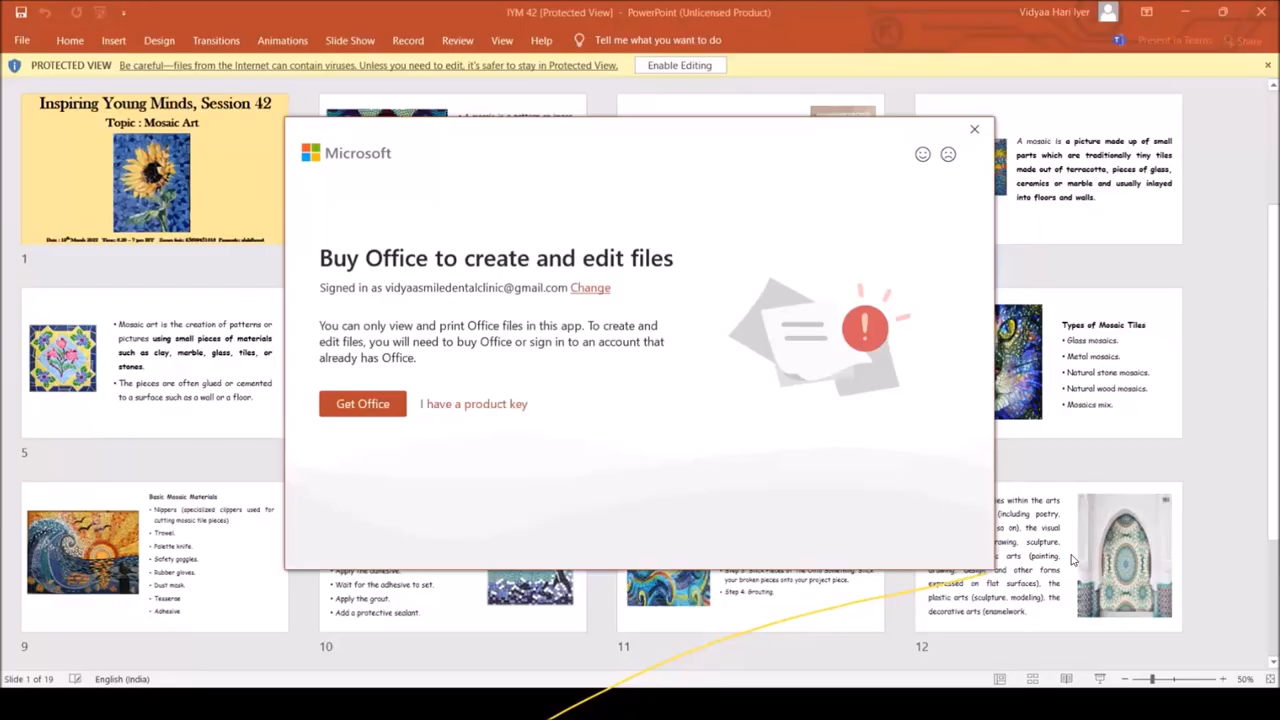 IYM 42 [Protected View] - PowerPoint (Unlicensed Product)
Vidyaa Hari Iyer
File Home Insert Design Transitions Animations Slide Show Record Review View Help Tell me what you want to do
Present in Teams Share
PROTECTED VIEW Be careful—files from the Internet can contain viruses. Unless you need to edit, it's safer to stay in Protected View. Enable Editing
Inspiring Young Minds, Session 42
Topic : Mosaic Art
1
A mosaic is a picture made up of small
parts which are traditionally tiny tiles
made out of terracotta, pieces of glass,
ceramics or marble and usually inlayed
into floors and walls.
Microsoft
Buy Office to create and edit files
Signed in as vidyaasmiledentalclinic@gmail.com Change
You can only view and print Office files in this app. To create and
edit files, you will need to buy Office or sign in to an account that
already has Office.
Get Office I have a product key
• Mosaic art is the creation of patterns or
pictures using small pieces of materials
such as clay, marble, glass, tiles, or
stones.
• The pieces are often glued or cemented
to a surface such as a wall or a floor.
5
Types of Mosaic Tiles
• Glass mosaics.
• Metal mosaics.
• Natural stone mosaics.
• Natural wood mosaics.
• Mosaics mix.
Basic Mosaic Materials
• Nippers (specialized clippers used for
cutting mosaic tile pieces)
• Trowel.
• Palette knife.
• Safety goggles.
• Rubber gloves.
• Dust mask.
• Tesserae
• Adhesive
9
• Apply the adhesive.
• Wait for the adhesive to set.
• Apply the grout.
• Add a protective sealant.
10
your broken pieces onto your project piece.
• Step 4: Grouting.
11
within the arts
(including poetry,
so on), the visual
sculpture,
arts (painting,
drawing, design and other forms
expressed on flat surfaces), the
plastic arts (sculpture, modeling), the
decorative arts (enamelwork.
12
Slide 1 of 19 English (India) 50%